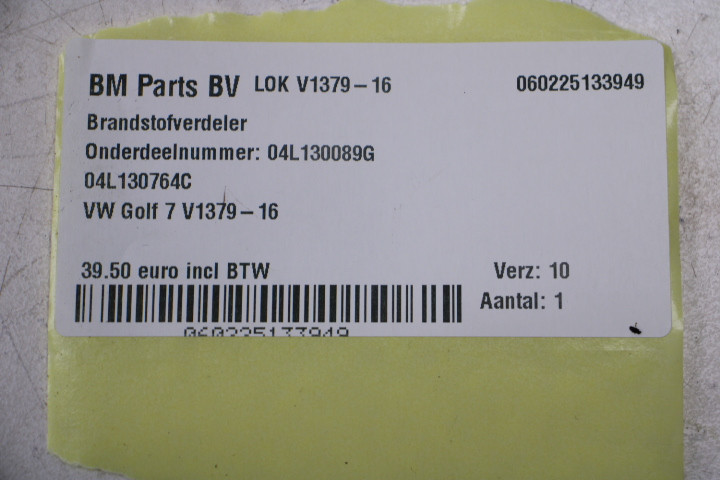 BM Parts BV LOK V1379-16 060225133949
Brandstofverdeler
Onderdeelnummer: 04L130089G
04L130764C
VW Golf 7 V1379-16
39.50 euro incl BTW Verz: 10
Aantal: 1
060225133949